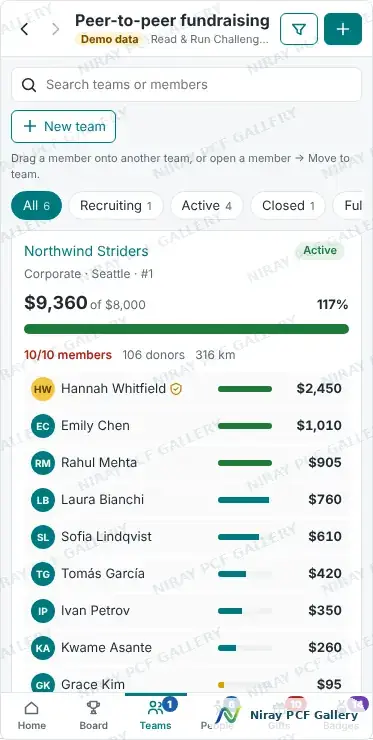 Peer-to-peer fundraising
Demo data Read & Run Challeng...
Search teams or members
+ New team
Drag a member onto another team, or open a member → Move to
team.
All 6 Recruiting 1 Active 4 Closed 1 Ful
Northwind Striders Active
Corporate · Seattle · #1
$9,360 of $8,000 117%
10/10 members 106 donors 316 km
HW Hannah Whitfield $2,450
EC Emily Chen $1,010
RM Rahul Mehta $905
LB Laura Bianchi $760
SL Sofia Lindqvist $610
TG Tomás García $420
IP Ivan Petrov $350
KA Kwame Asante $260
GK Grace Kim $95
1 10 14
Home Board Teams Gifts Badges
Niray PCF Gallery
NIRAY PCF GALLERY